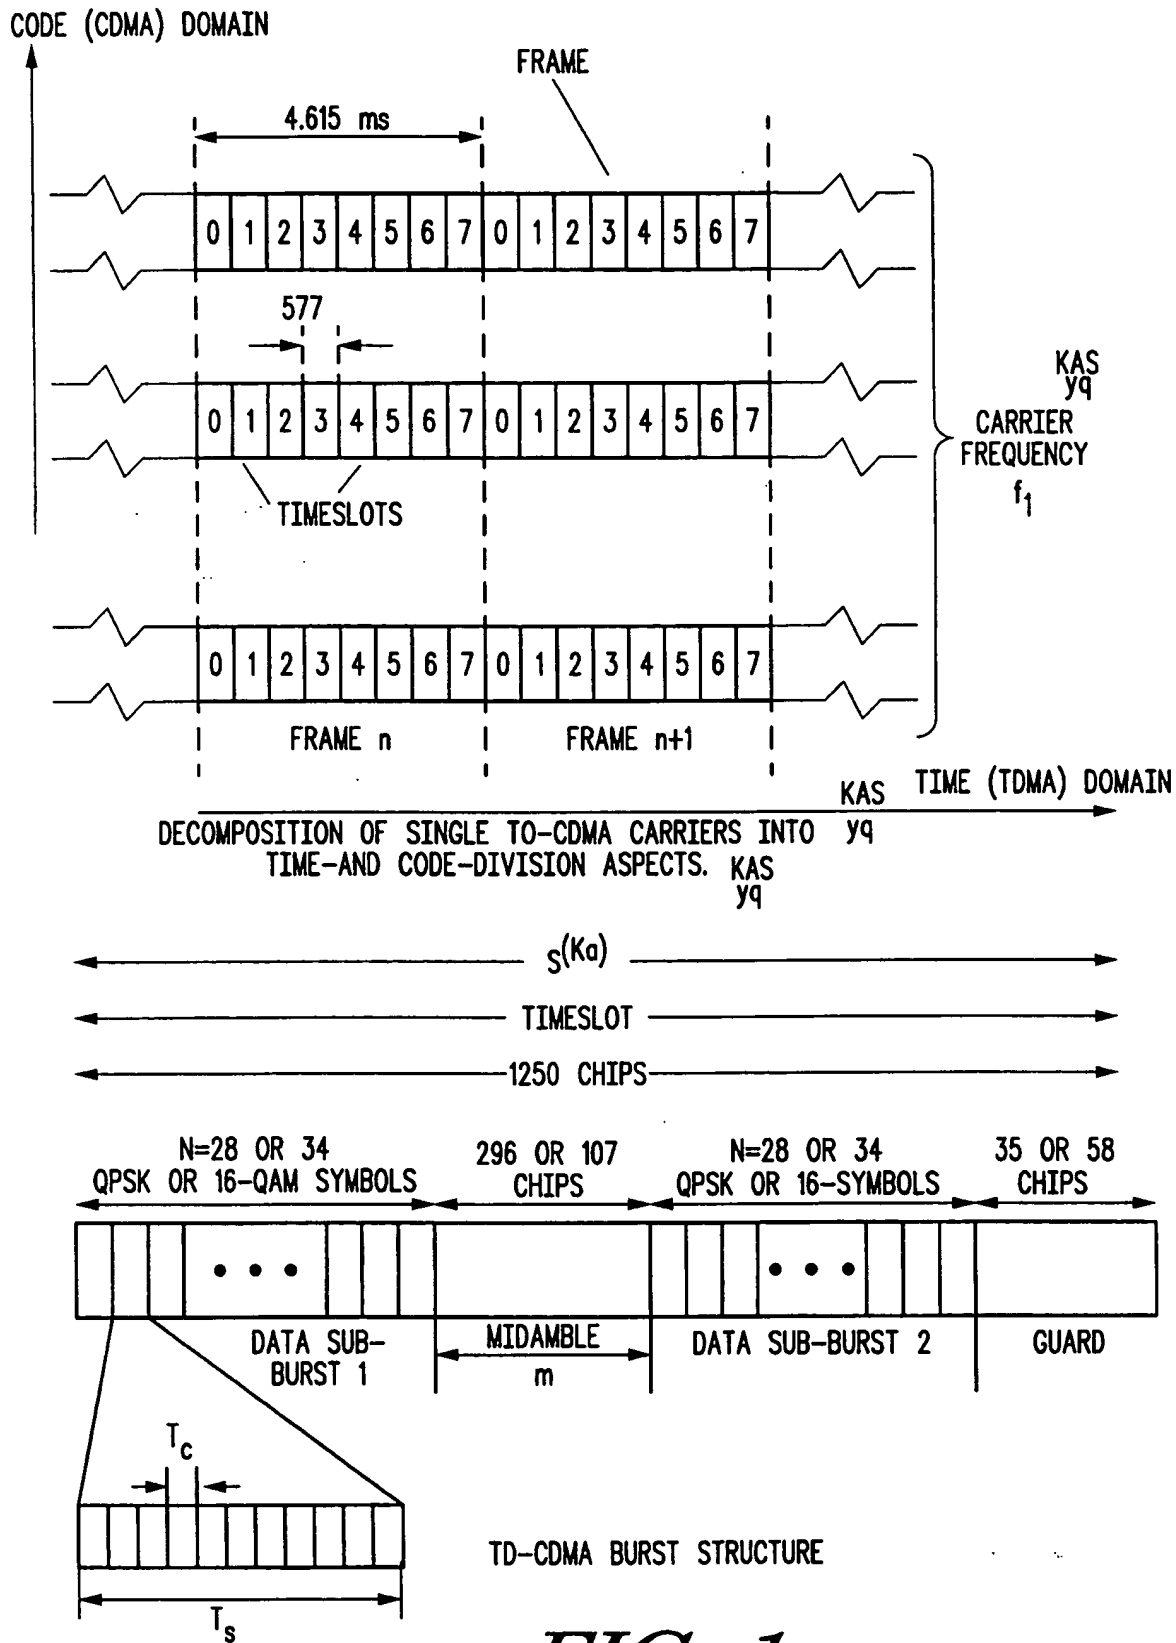 CODE (CDMA) DOMAIN
FRAME
4.615 ms
0 1 2 3 4 5 6 7 0 1 2 3 4 5 6 7
577
KAS
yq
0 1 2 3 4 5 6 7 0 1 2 3 4 5 6 7
CARRIER
FREQUENCY
f1
TIMESLOTS
0 1 2 3 4 5 6 7 0 1 2 3 4 5 6 7
FRAME n FRAME n+1
KAS TIME (TDMA) DOMAIN
DECOMPOSITION OF SINGLE TO-CDMA CARRIERS INTO yq
TIME-AND CODE-DIVISION ASPECTS. KAS
yq
S(Ka)
TIMESLOT
1250 CHIPS
N=28 OR 34
QPSK OR 16-QAM SYMBOLS
296 OR 107
CHIPS
N=28 OR 34
QPSK OR 16-SYMBOLS
35 OR 58
CHIPS
DATA SUB-
BURST 1
MIDAMBLE
m
DATA SUB-BURST 2
GUARD
Tc
TD-CDMA BURST STRUCTURE
Ts
FIG. 1